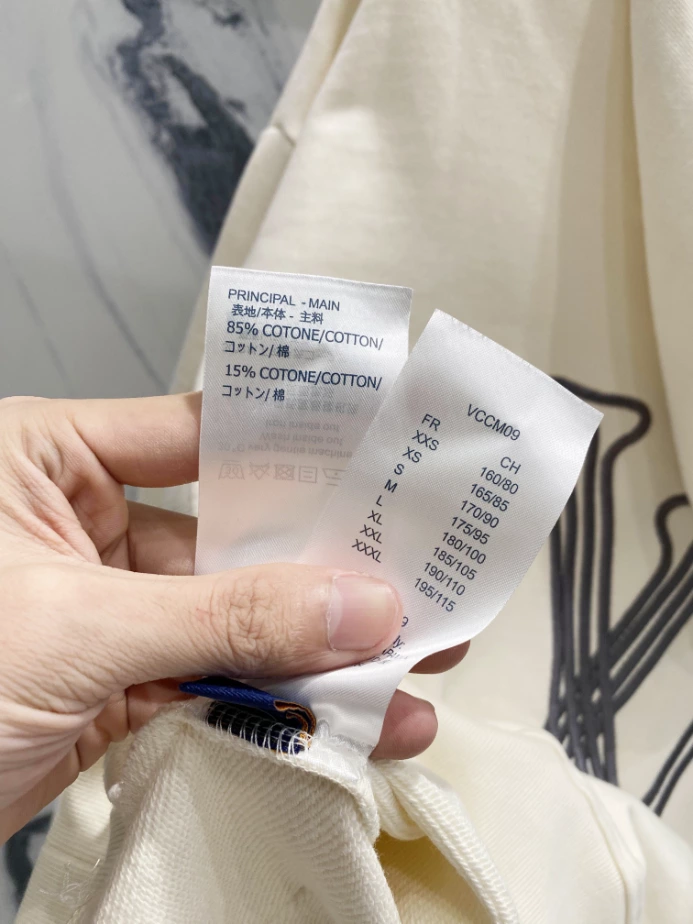 PRINCIPAL - MAIN
表地/本体 - 主料
85% COTONE/COTTON/
コットン/ 棉
15% COTONE/COTTON/
コットン/ 棉
VCCM09
FR CH
XXS 160/80
XS 165/85
S 170/90
M 175/95
L 180/100
XL 185/105
XXL 190/110
XXXL 195/115